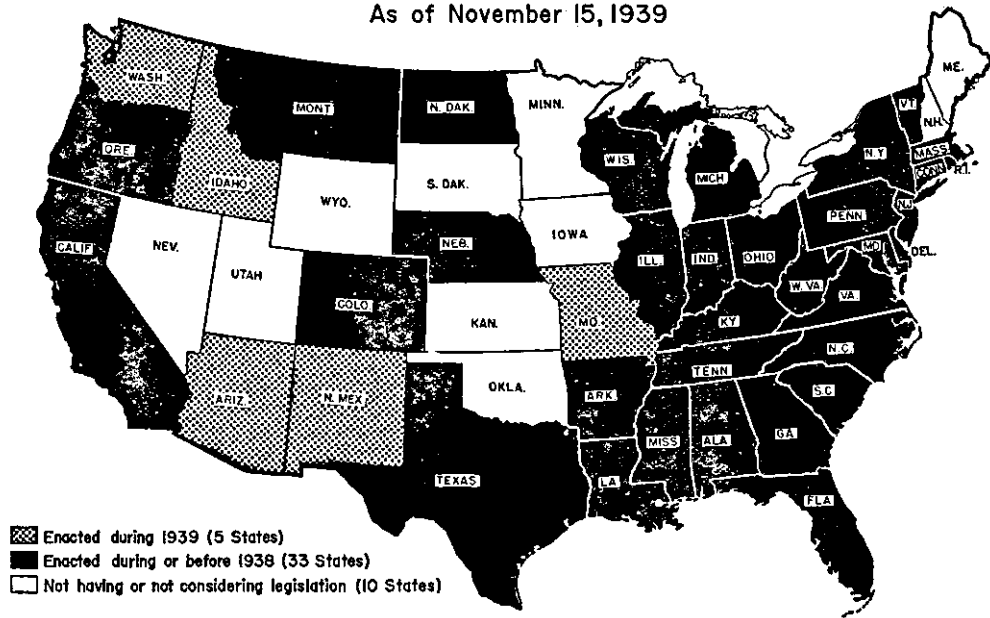 As of November 15, 1939
WASH.
MONT.
N. DAK.
MINN.
ME.
VT.
N.H.
ORE.
IDAHO
S. DAK.
WIS.
MICH.
N.Y.
MASS.
CONN.
R.I.
WYO.
IOWA
PENN.
N.J.
CALIF.
NEV.
UTAH
COLO.
NEB.
ILL.
IND.
OHIO
MD.
DEL.
W. VA.
VA.
KAN.
MO.
KY.
N.C.
TENN.
ARIZ.
N. MEX.
OKLA.
ARK.
S.C.
MISS.
ALA.
GA.
TEXAS
LA.
FLA.
Enacted during 1939 (5 States)
Enacted during or before 1938 (33 States)
Not having or not considering legislation (10 States)